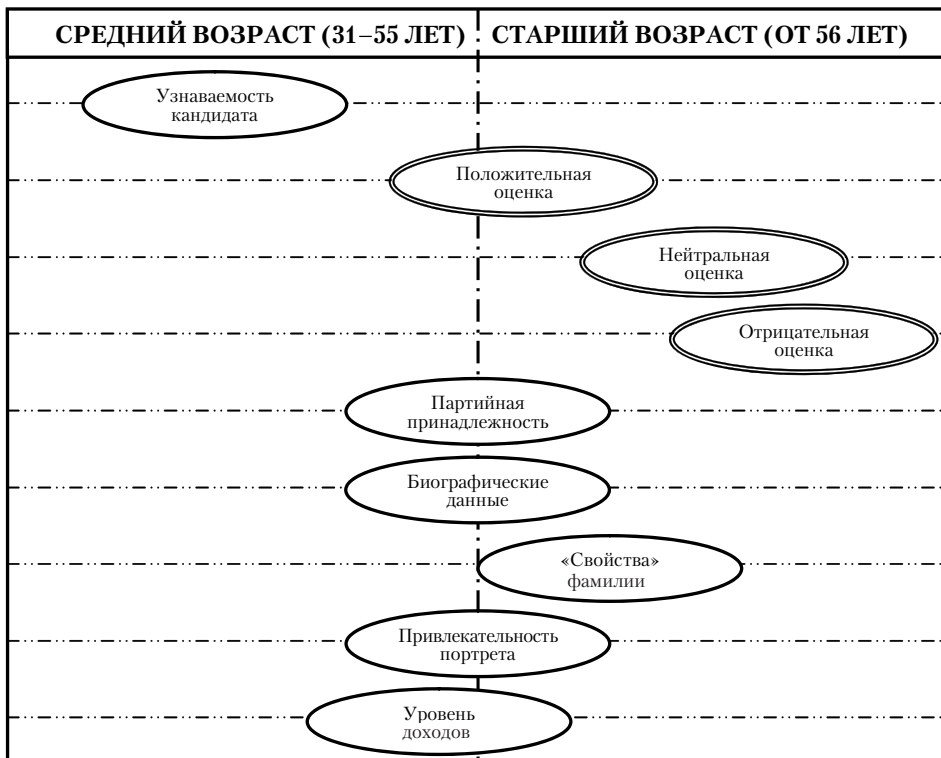 СРЕДНИЙ ВОЗРАСТ (31–55 ЛЕТ)
СТАРШИЙ ВОЗРАСТ (ОТ 56 ЛЕТ)
Узнаваемость
кандидата
Положительная
оценка
Нейтральная
оценка
Отрицательная
оценка
Партийная
принадлежность
Биографические
данные
«Свойства»
фамилии
Привлекательность
портрета
Уровень
доходов